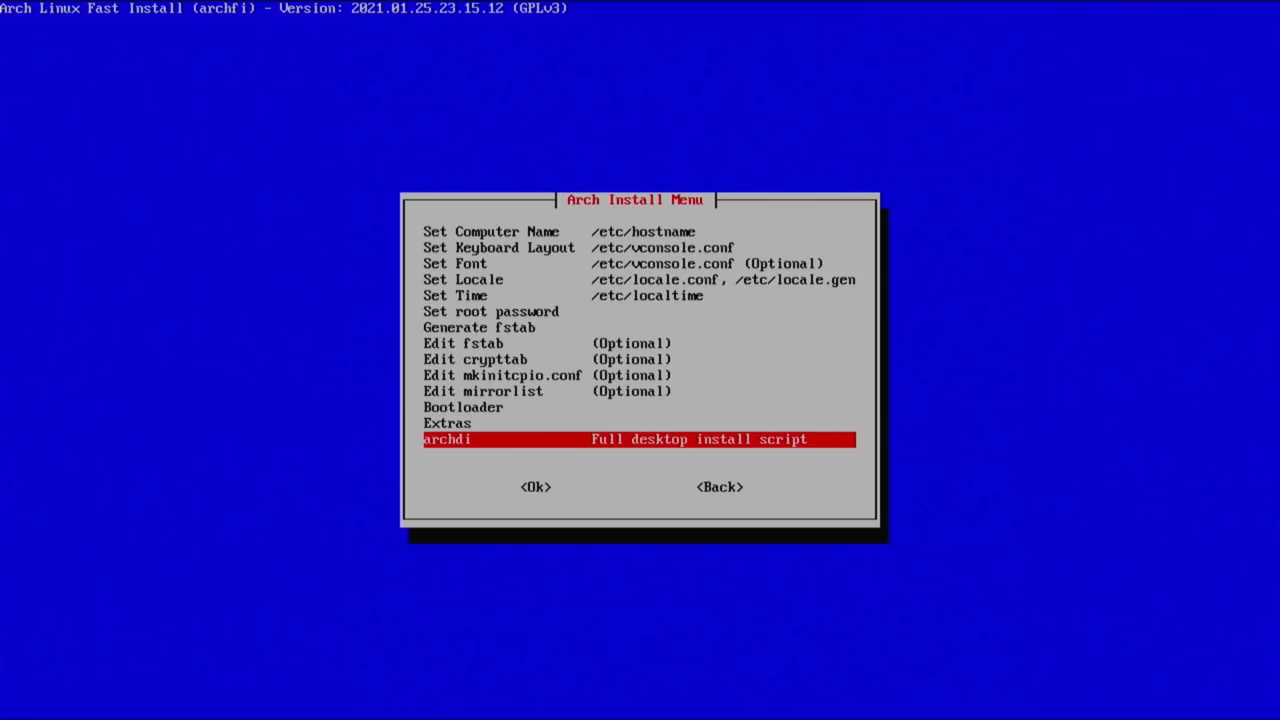 Arch Linux Fast Install (archfi) - Version: 2021.01.25.23.15.12 (GPLv3)
Arch Install Menu
Set Computer Name /etc/hostname
Set Keyboard Layout /etc/vconsole.conf
Set Font /etc/vconsole.conf (Optional)
Set Locale /etc/locale.conf, /etc/locale.gen
Set Time /etc/localtime
Set root password
Generate fstab
Edit fstab (Optional)
Edit crypttab (Optional)
Edit mkinitcpio.conf (Optional)
Edit mirrorlist (Optional)
Bootloader
Extras
archdi Full desktop install script
<Ok> <Back>